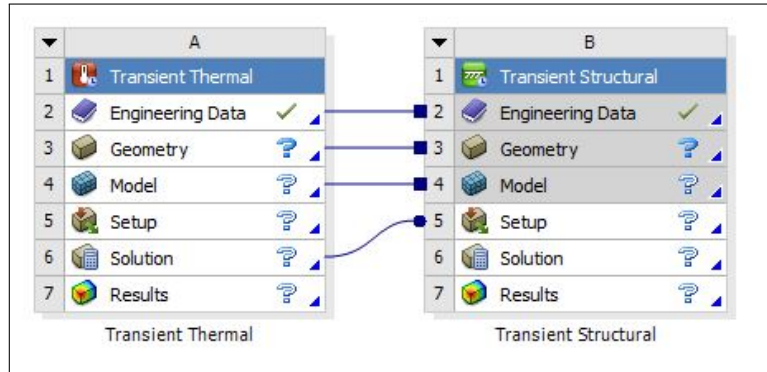 A
1 Transient Thermal
2 Engineering Data
3 Geometry
4 Model
5 Setup
6 Solution
7 Results
Transient Thermal
B
1 Transient Structural
2 Engineering Data
3 Geometry
4 Model
5 Setup
6 Solution
7 Results
Transient Structural